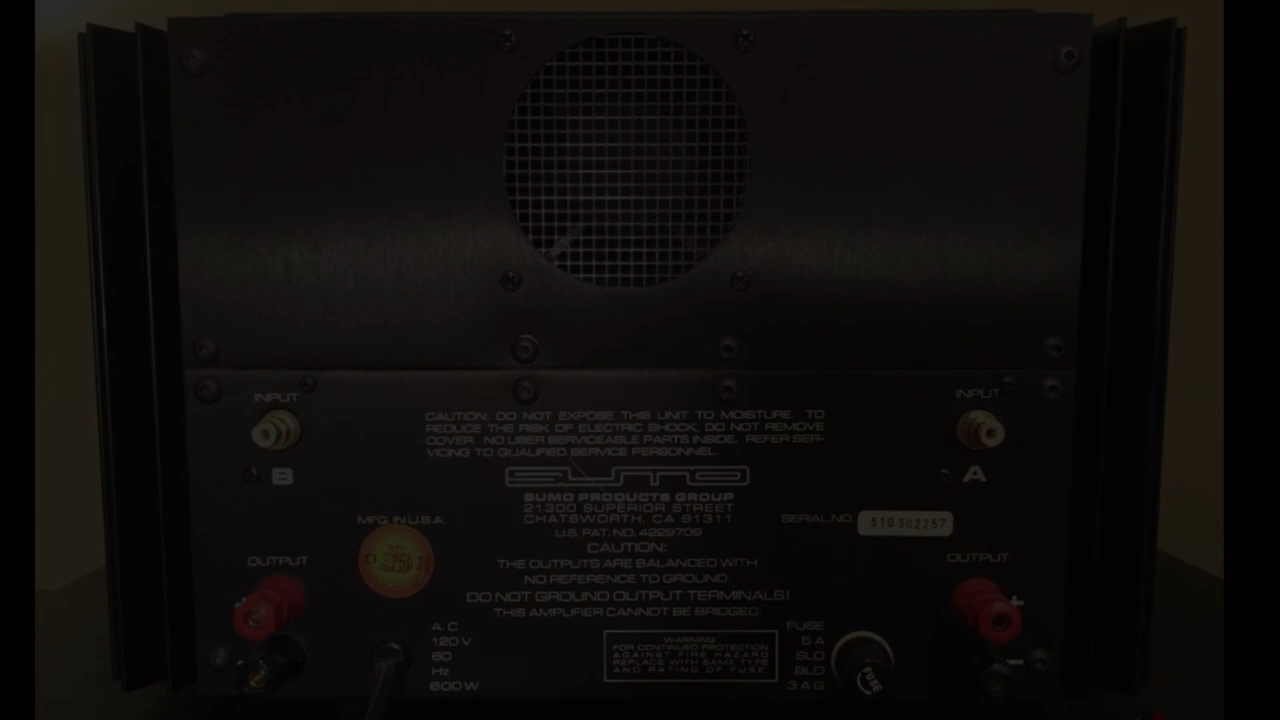 INPUT
INPUT
CAUTION: DO NOT EXPOSE THIS UNIT TO MOISTURE. TO
REDUCE THE RISK OF ELECTRIC SHOCK, DO NOT REMOVE
COVER. NO USER SERVICEABLE PARTS INSIDE. REFER SER-
VICING TO QUALIFIED SERVICE PERSONNEL.
B
A
SUMO
SUMO PRODUCTS GROUP
21300 SUPERIOR STREET
CHATSWORTH, CA 91311
U.S. PAT. NO. 4229709
MFG. IN U.S.A.
SERIAL NO. 510302257
CAUTION:
THE OUTPUTS ARE BALANCED WITH
NO REFERENCE TO GROUND.
DO NOT GROUND OUTPUT TERMINALS!
THIS AMPLIFIER CANNOT BE BRIDGED.
OUTPUT
OUTPUT
+
+
-
A.C
120 V
60
Hz
600 W
WARNING
FOR CONTINUED PROTECTION
AGAINST FIRE HAZARD
REPLACE WITH SAME TYPE
AND RATING OF FUSE.
FUSE
5 A
SLO
BLO
3 A G
FUSE